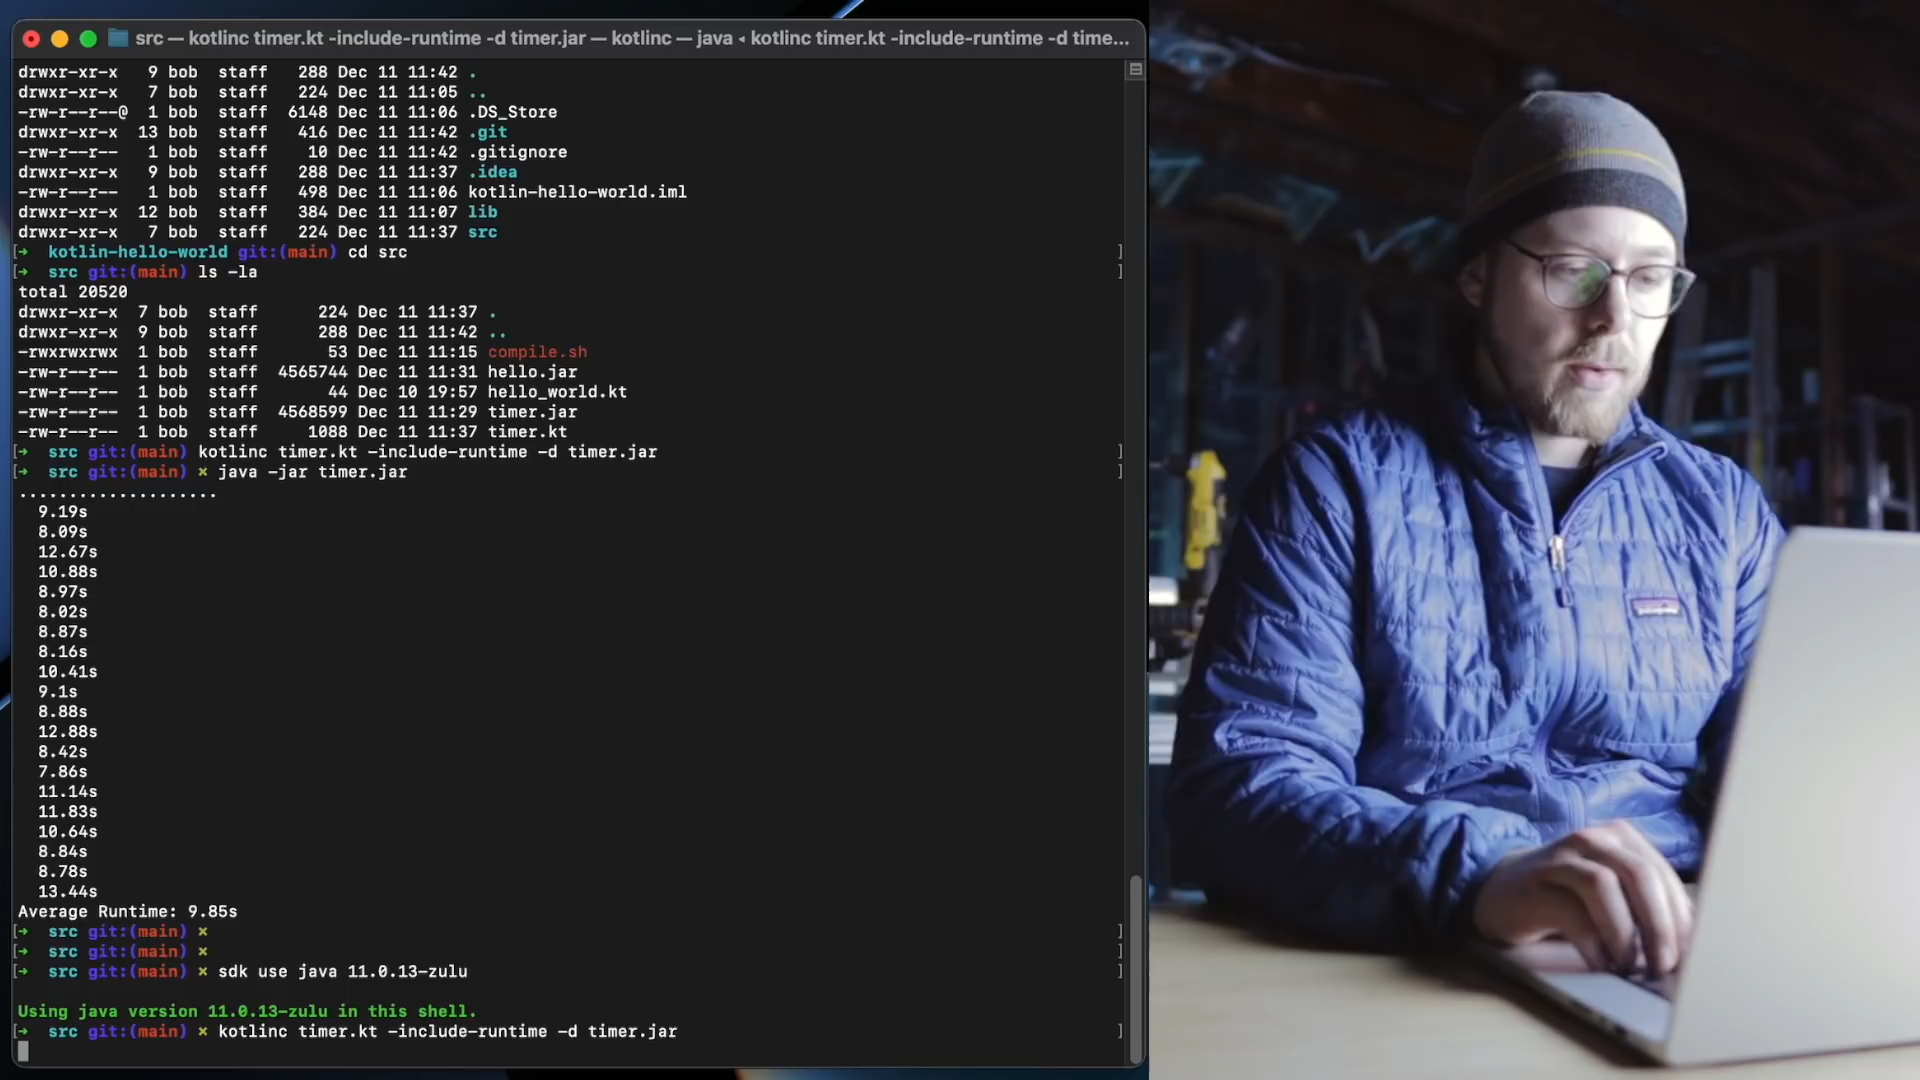 src — kotlinc timer.kt -include-runtime -d timer.jar — kotlinc — java ◂ kotlinc timer.kt -include-runtime -d time...
drwxr-xr-x   9 bob  staff   288 Dec 11 11:42 .
drwxr-xr-x   7 bob  staff   224 Dec 11 11:05 ..
-rw-r--r--@  1 bob  staff  6148 Dec 11 11:06 .DS_Store
drwxr-xr-x  13 bob  staff   416 Dec 11 11:42 .git
-rw-r--r--   1 bob  staff    10 Dec 11 11:42 .gitignore
drwxr-xr-x   9 bob  staff   288 Dec 11 11:37 .idea
-rw-r--r--   1 bob  staff   498 Dec 11 11:06 kotlin-hello-world.iml
drwxr-xr-x  12 bob  staff   384 Dec 11 11:07 lib
drwxr-xr-x   7 bob  staff   224 Dec 11 11:37 src
[➜  kotlin-hello-world git:(main) cd src ]
[➜  src git:(main) ls -la ]
total 20520
drwxr-xr-x  7 bob  staff      224 Dec 11 11:37 .
drwxr-xr-x  9 bob  staff      288 Dec 11 11:42 ..
-rwxrwxrwx  1 bob  staff       53 Dec 11 11:15 compile.sh
-rw-r--r--  1 bob  staff  4565744 Dec 11 11:31 hello.jar
-rw-r--r--  1 bob  staff       44 Dec 10 19:57 hello_world.kt
-rw-r--r--  1 bob  staff  4568599 Dec 11 11:29 timer.jar
-rw-r--r--  1 bob  staff     1088 Dec 11 11:37 timer.kt
[➜  src git:(main) kotlinc timer.kt -include-runtime -d timer.jar ]
[➜  src git:(main) × java -jar timer.jar ]
....................
9.19s
8.09s
12.67s
10.88s
8.97s
8.02s
8.87s
8.16s
10.41s
9.1s
8.88s
12.88s
8.42s
7.86s
11.14s
11.83s
10.64s
8.84s
8.78s
13.44s
Average Runtime: 9.85s
[➜  src git:(main) × ]
[➜  src git:(main) × ]
[➜  src git:(main) × sdk use java 11.0.13-zulu ]
Using java version 11.0.13-zulu in this shell.
[➜  src git:(main) × kotlinc timer.kt -include-runtime -d timer.jar ]